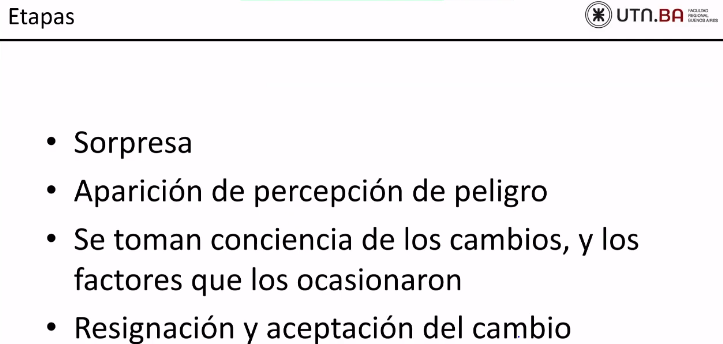 Etapas
UTN.BA
FACULTAD
REGIONAL
BUENOS AIRES
• Sorpresa
• Aparición de percepción de peligro
• Se toman conciencia de los cambios, y los
factores que los ocasionaron
• Resignación y aceptación del cambio